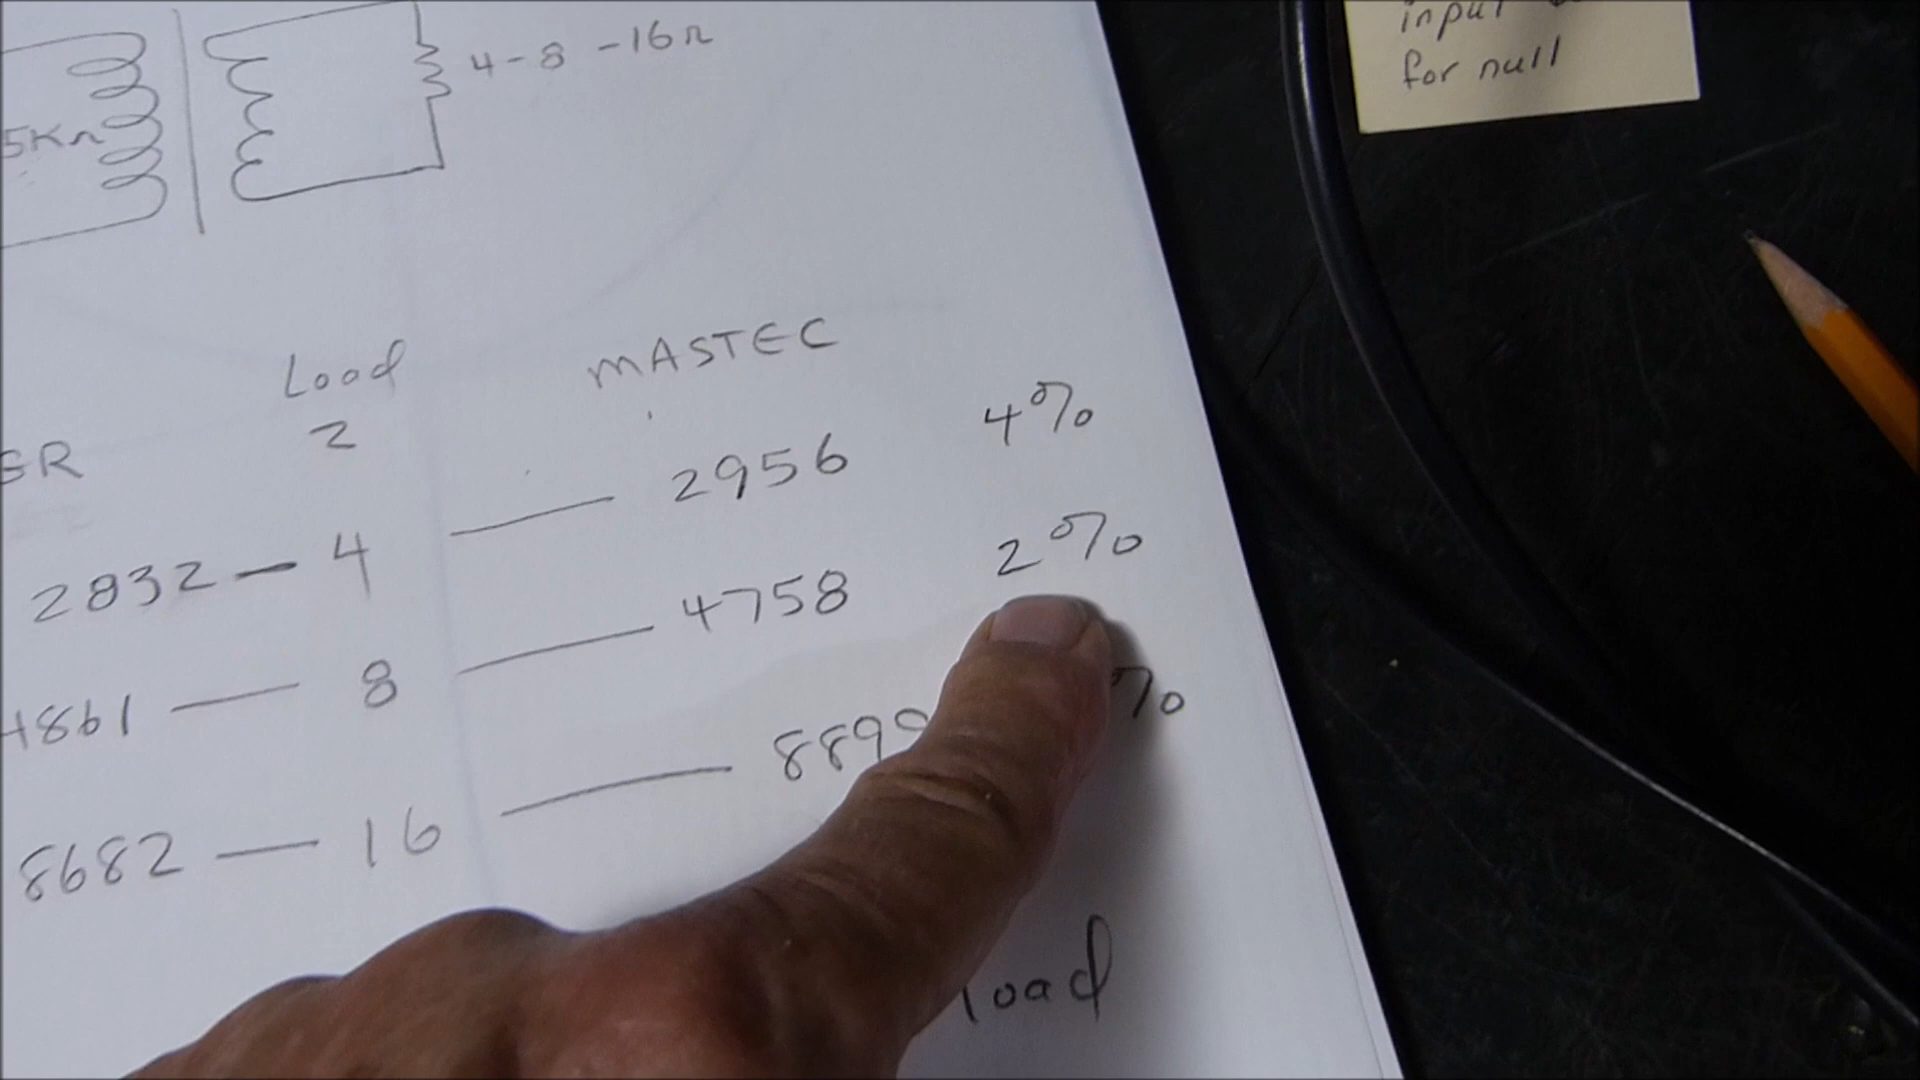 4-8-16Ω
5KΩ
input
for null
Load
MASTEC
GR
Z
4%
2832 — 4 — 2956
2%
4861 — 8 — 4758
%
8682 — 16 — 889
load